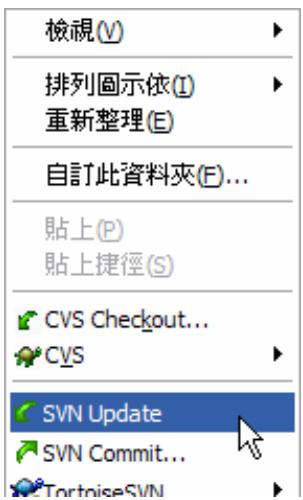 檢視(V)
排列圖示依(I)
重新整理(E)
自訂此資料夾(F)...
貼上(P)
貼上捷徑(S)
CVS Checkout...
CVS
SVN Update
SVN Commit...
TortoiseSVN